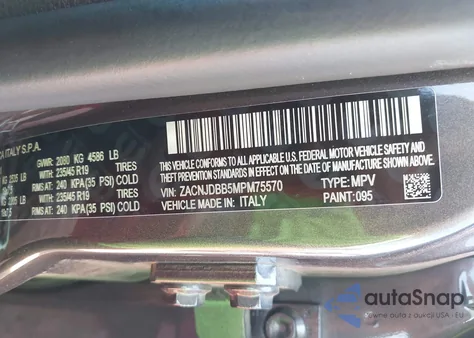 CA ITALY S.P.A.
GVWR: 2080 KG 4586 LB
WITH 235/45 R19
RIMS AT: 240 KPA(35 PSI) COLD
WITH 235/45 R19
RIMS AT: 240 KPA(35 PSI) COLD
THIS VEHICLE CONFORMS TO ALL APPLICABLE U.S. FEDERAL MOTOR VEHICLE SAFETY,
BUMPER, AND THEFT PREVENTION STANDARDS IN EFFECT ON THE DATE OF MANUFACTURE SHOWN ABOVE.
VIN: ZACNJDBB5MPM75570 TYPE: MPV
VEHICLE MADE IN: ITALY PAINT:095
autoSnap